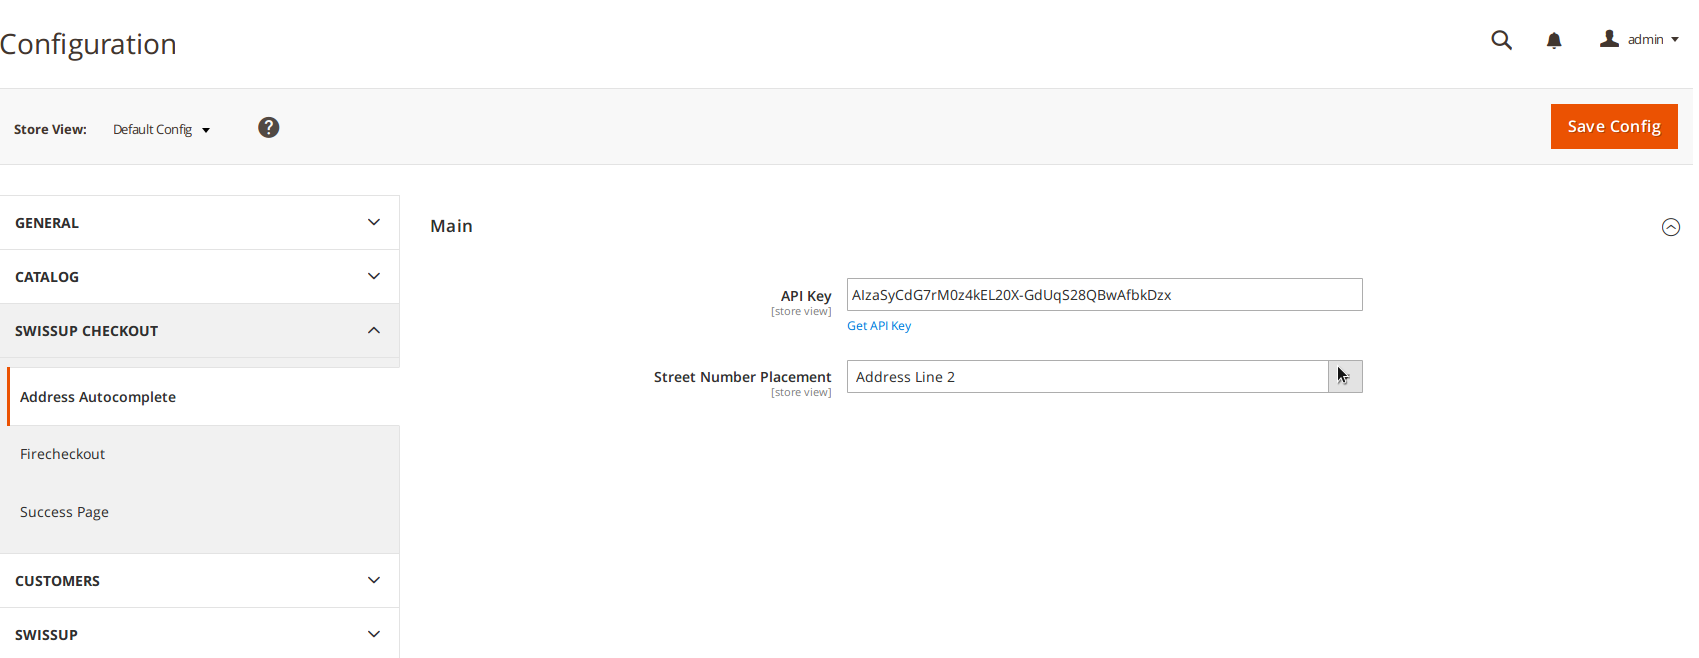 Configuration
admin
Store View: Default Config ?
Save Config
GENERAL
CATALOG
SWISSUP CHECKOUT
Address Autocomplete
Firecheckout
Success Page
CUSTOMERS
SWISSUP
Main
API Key
[store view]
AIzaSyCdG7rM0z4kEL20X-GdUqS28QBwAfbkDzx
Get API Key
Street Number Placement
[store view]
Address Line 2